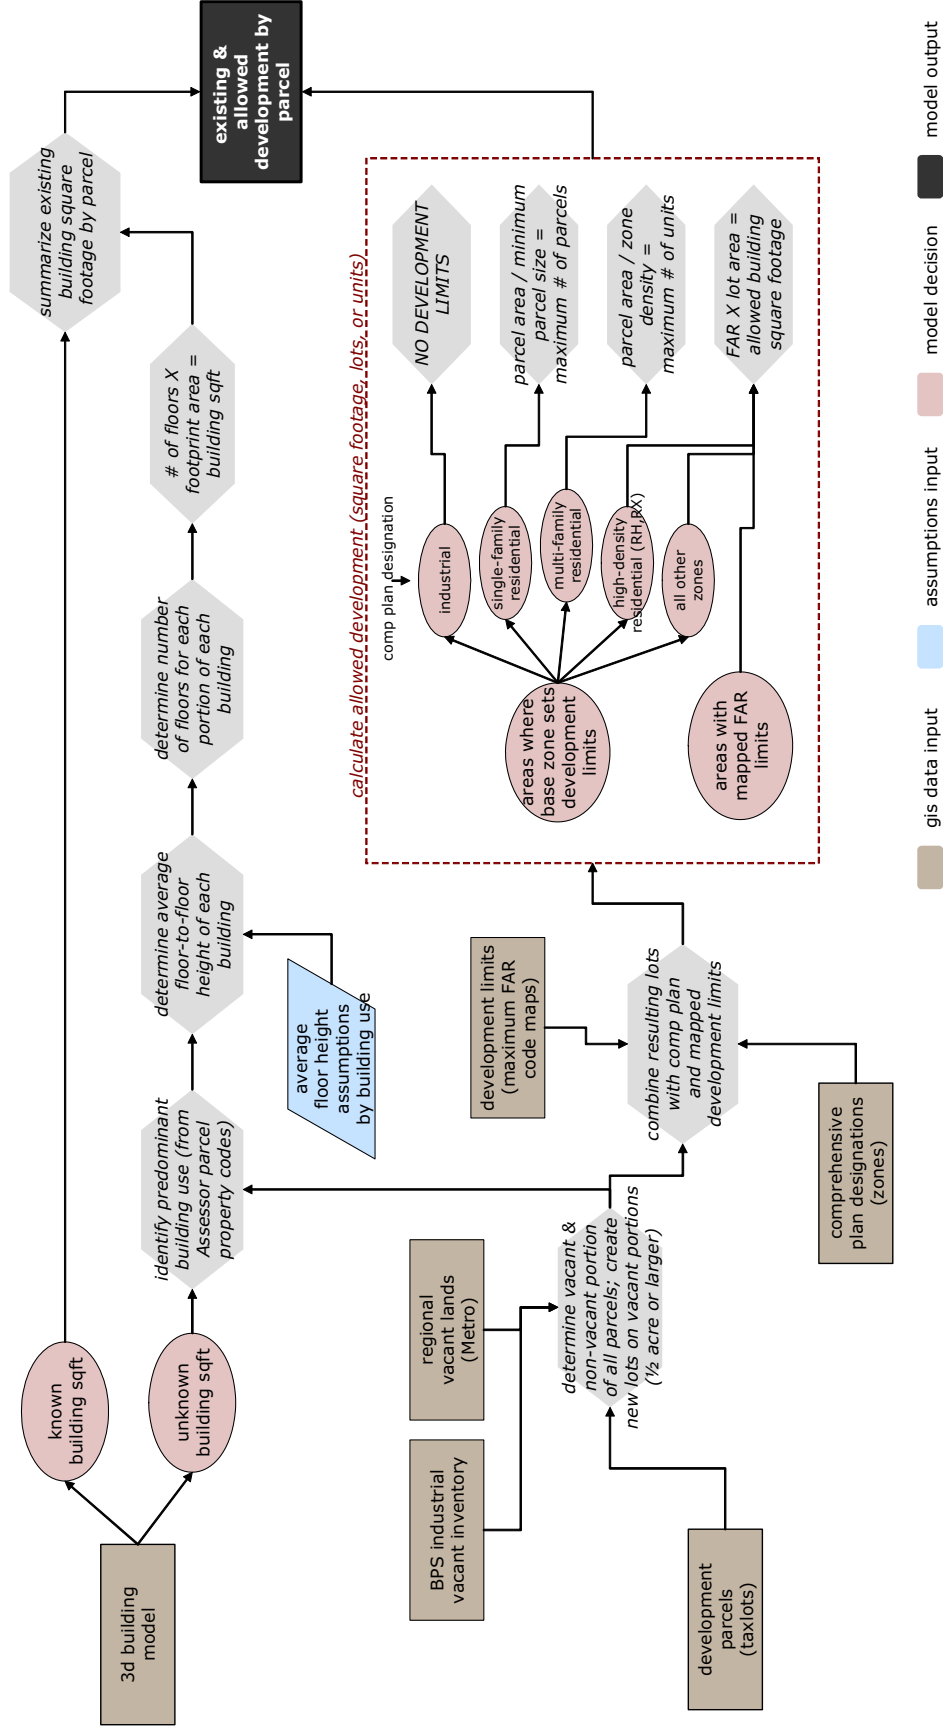 3d building
model
known
building sqft
unknown
building sqft
identify predominant
building use (from
Assessor parcel
property codes)
determine average
floor-to-floor
height of each
building
determine number
of floors for each
portion of each
building
# of floors X
footprint area =
building sqft
summarize existing
building square
footage by parcel
existing &
allowed
development by
parcel
average
floor height
assumptions
by building use
BPS industrial
vacant inventory
regional
vacant lands
(Metro)
development
parcels
(taxlots)
determine vacant &
non-vacant portion
of all parcels; create
new lots on vacant portions
(½ acre or larger)
development limits
(maximum FAR
code maps)
comprehensive
plan designations
(zones)
combine resulting lots
with comp plan
and mapped
development limits
calculate allowed development (square footage, lots, or units)
comp plan designation
areas where
base zone sets
development
limits
areas with
mapped FAR
limits
industrial
single-family
residential
multi-family
residential
high-density
residential (RH,RX)
all other
zones
NO DEVELOPMENT
LIMITS
parcel area / minimum
parcel size =
maximum # of parcels
parcel area / zone
density =
maximum # of units
FAR X lot area =
allowed building
square footage
gis data input
assumptions input
model decision
model output